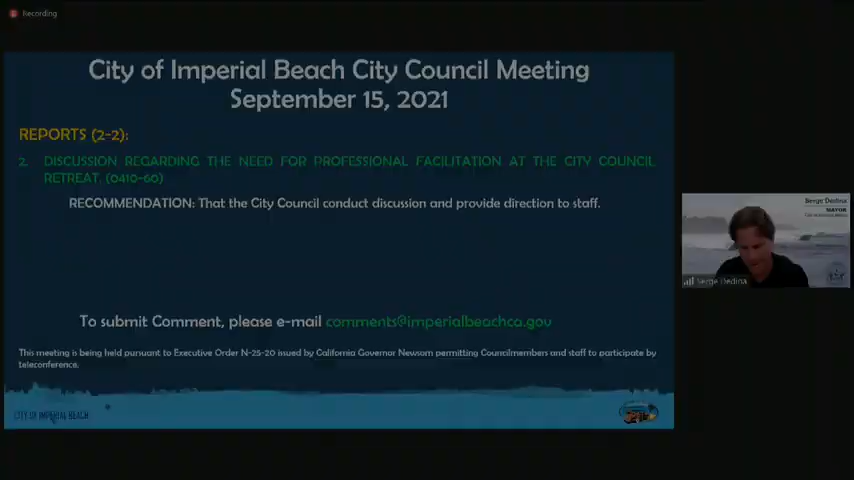 Recording
City of Imperial Beach City Council Meeting
September 15, 2021
REPORTS (2-2):
2. DISCUSSION REGARDING THE NEED FOR PROFESSIONAL FACILITATION AT THE CITY COUNCIL
RETREAT. (0410-60)
RECOMMENDATION: That the City Council conduct discussion and provide direction to staff.
Serge Dedina
MAYOR
Serge Dedina
To submit Comment, please e-mail comments@imperialbeachca.gov
This meeting is being held pursuant to Executive Order N-25-20 issued by California Governor Newsom permitting Councilmembers and staff to participate by
teleconference.
CITY OF IMPERIAL BEACH